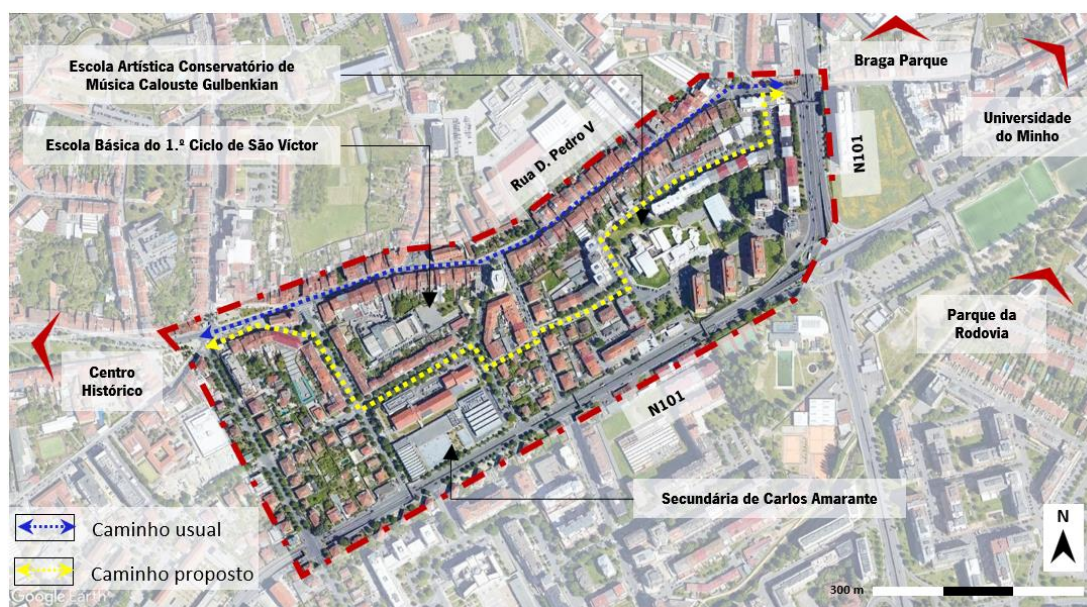 Escola Artística Conservatório de
Música Calouste Gulbenkian
Escola Básica do 1.º Ciclo de São Víctor
Rua D. Pedro V
Braga Parque
Universidade
do Minho
N101
Parque da
Rodovia
Centro
Histórico
N101
Secundária de Carlos Amarante
Caminho usual
Caminho proposto
Google Earth
N
300 m